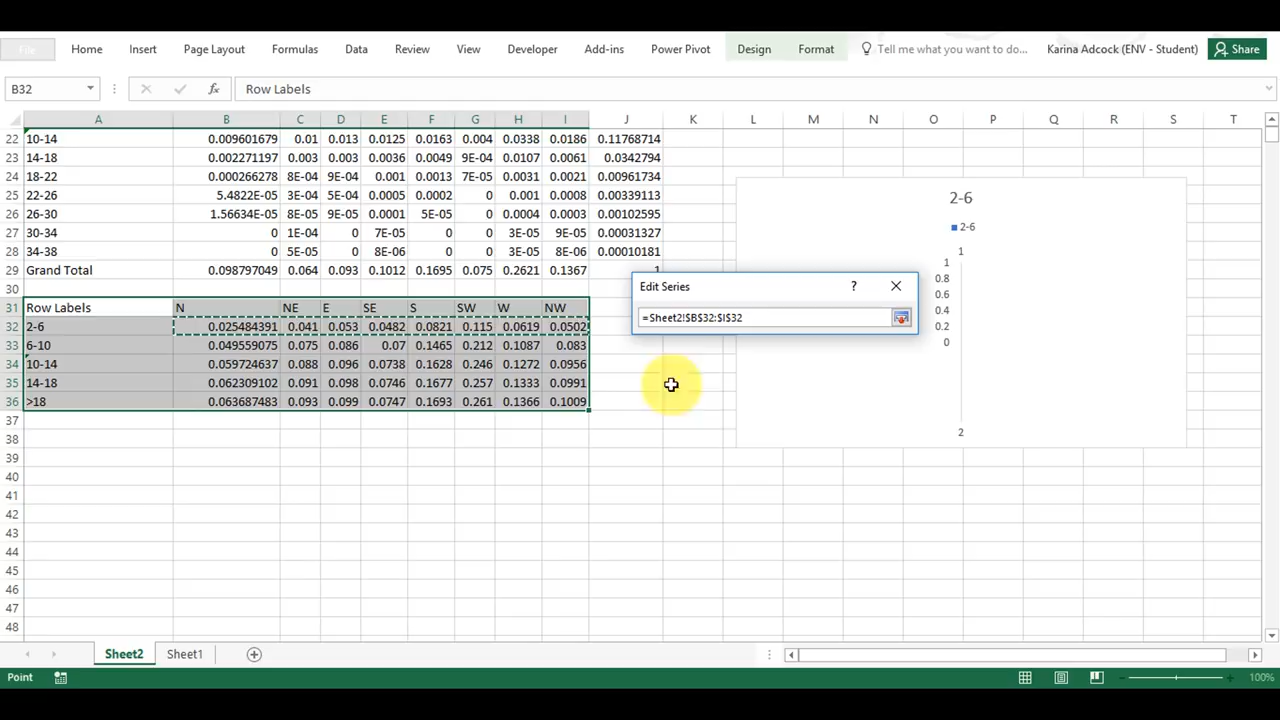 File Home Insert Page Layout Formulas Data Review View Developer Add-ins Power Pivot Design Format Tell me what you want to do... Karina Adcock (ENV - Student) Share
B32 fx Row Labels
A B C D E F G H I J K L M N O P Q R S T
22 10-14 0.009601679 0.01 0.013 0.0125 0.0163 0.004 0.0338 0.0186 0.11768714
23 14-18 0.002271197 0.003 0.003 0.0036 0.0049 9E-04 0.0107 0.0061 0.0342794
24 18-22 0.000266278 8E-04 9E-04 0.001 0.0013 7E-05 0.0031 0.0021 0.00961734
25 22-26 5.4822E-05 3E-04 5E-04 0.0005 0.0002 0 0.001 0.0008 0.00339113
26 26-30 1.56634E-05 8E-05 9E-05 0.0001 5E-05 0 0.0004 0.0003 0.00102595
27 30-34 0 1E-04 0 7E-05 0 0 3E-05 9E-05 0.00031327
28 34-38 0 5E-05 0 8E-06 0 0 3E-05 8E-06 0.00010181
29 Grand Total 0.098797049 0.064 0.093 0.1012 0.1695 0.075 0.2621 0.1367 1
30
31 Row Labels N NE E SE S SW W NW
32 2-6 0.025484391 0.041 0.053 0.0482 0.0821 0.115 0.0619 0.0502
33 6-10 0.049559075 0.075 0.086 0.07 0.1465 0.212 0.1087 0.083
34 10-14 0.059724637 0.088 0.096 0.0738 0.1628 0.246 0.1272 0.0956
35 14-18 0.062309102 0.091 0.098 0.0746 0.1677 0.257 0.1333 0.0991
36 >18 0.063687483 0.093 0.099 0.0747 0.1693 0.261 0.1366 0.1009
37
38
39
40
41
42
43
44
45
46
47
48
2-6
2-6
1
1
0.8
0.6
0.4
0.2
0
2
Edit Series ?
=Sheet2!$B$32:$I$32
Sheet2 Sheet1
Point 100%